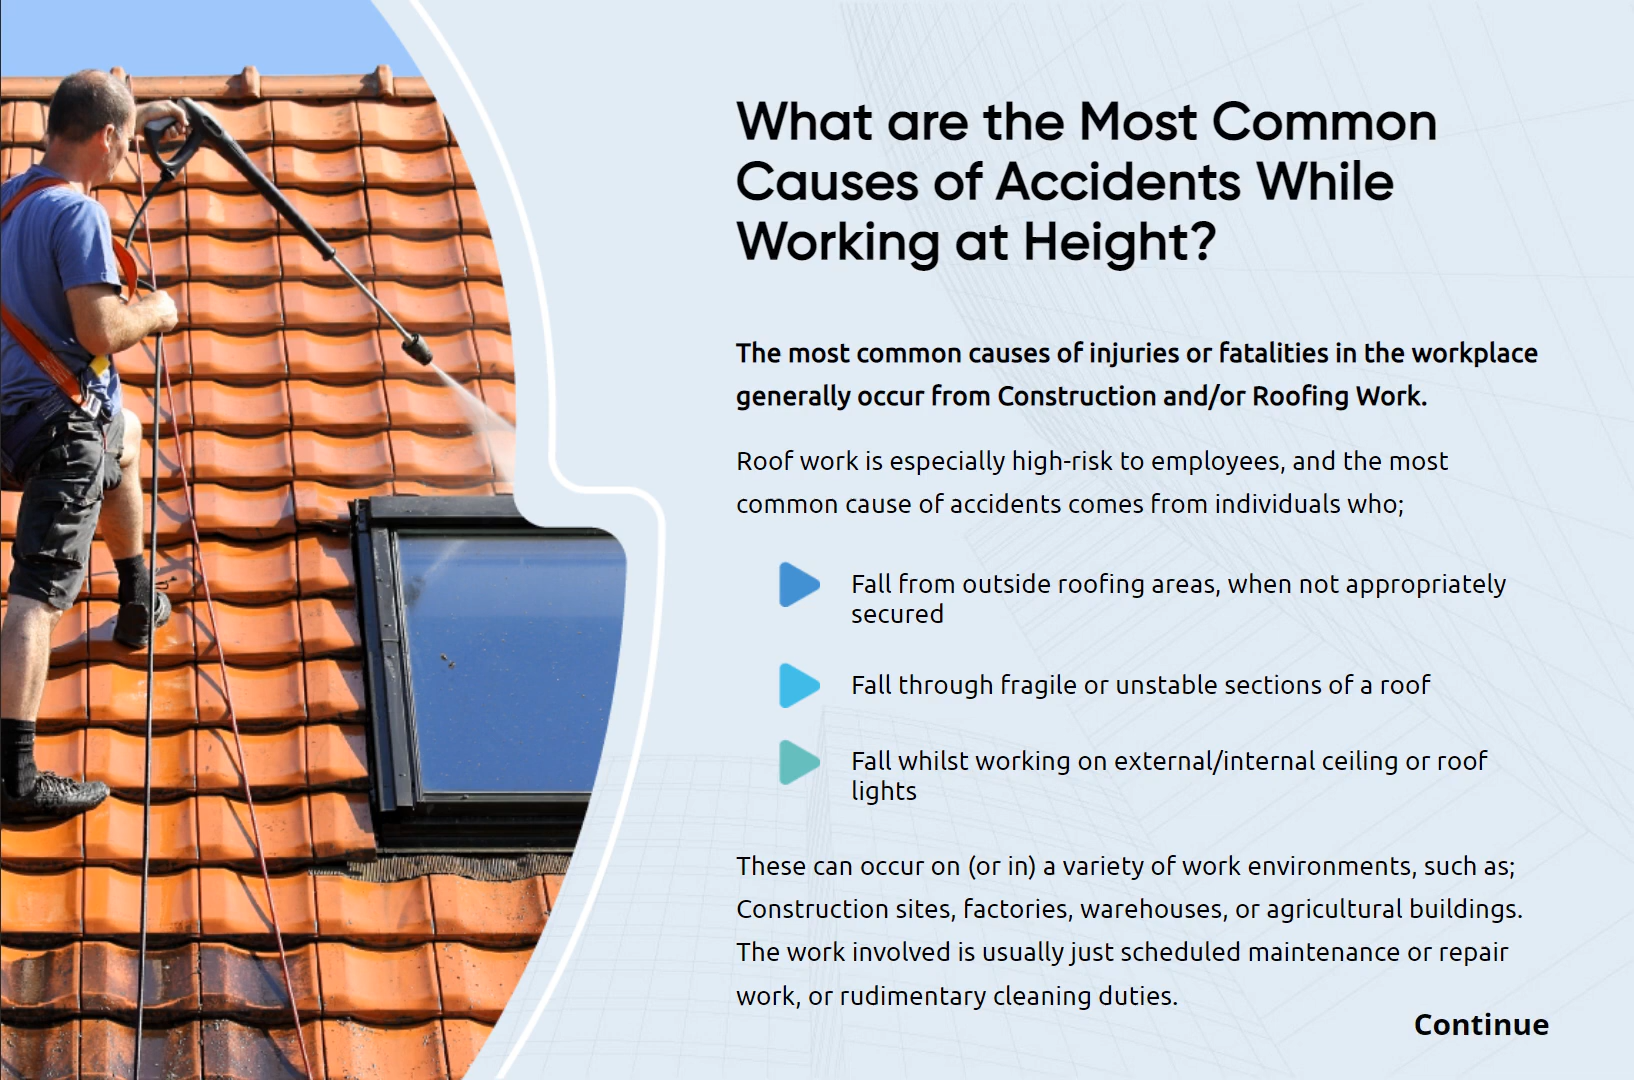 What are the Most Common
Causes of Accidents While
Working at Height?
The most common causes of injuries or fatalities in the workplace
generally occur from Construction and/or Roofing Work.
Roof work is especially high-risk to employees, and the most
common cause of accidents comes from individuals who;
Fall from outside roofing areas, when not appropriately
secured
Fall through fragile or unstable sections of a roof
Fall whilst working on external/internal ceiling or roof
lights
These can occur on (or in) a variety of work environments, such as;
Construction sites, factories, warehouses, or agricultural buildings.
The work involved is usually just scheduled maintenance or repair
work, or rudimentary cleaning duties.
Continue